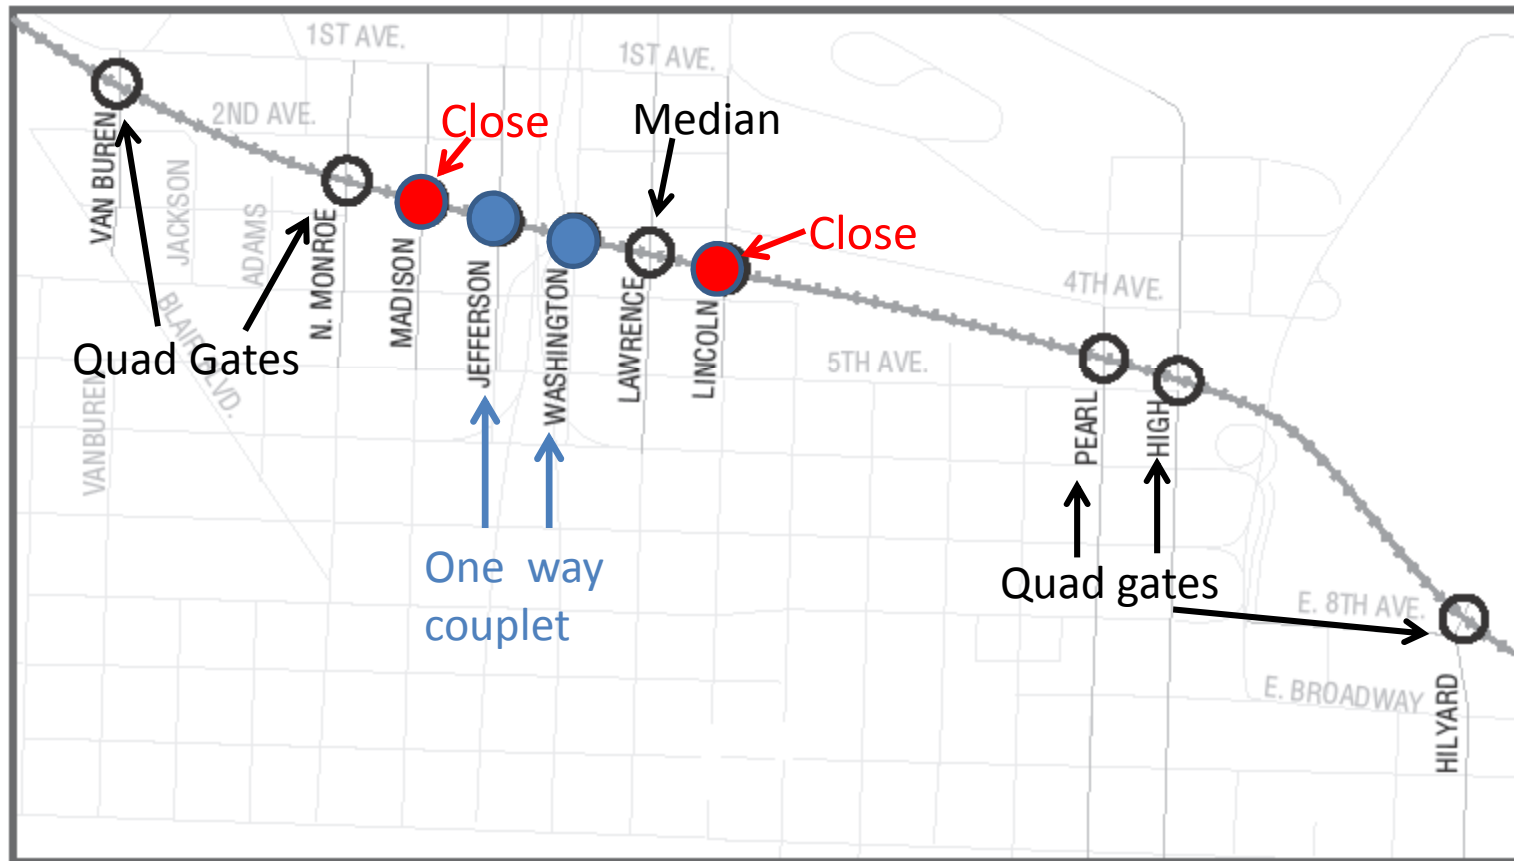 1ST AVE.
1ST AVE.
2ND AVE.
Close
Median
VAN BUREN
JACKSON
ADAMS
N. MONROE
MADISON
JEFFERSON
WASHINGTON
LAWRENCE
LINCOLN
Close
4TH AVE.
5TH AVE.
Quad Gates
BLAIR BLVD.
VANBUREN
PEARL
HIGH
One way
couplet
Quad gates
E. 8TH AVE.
E. BROADWAY
HILYARD